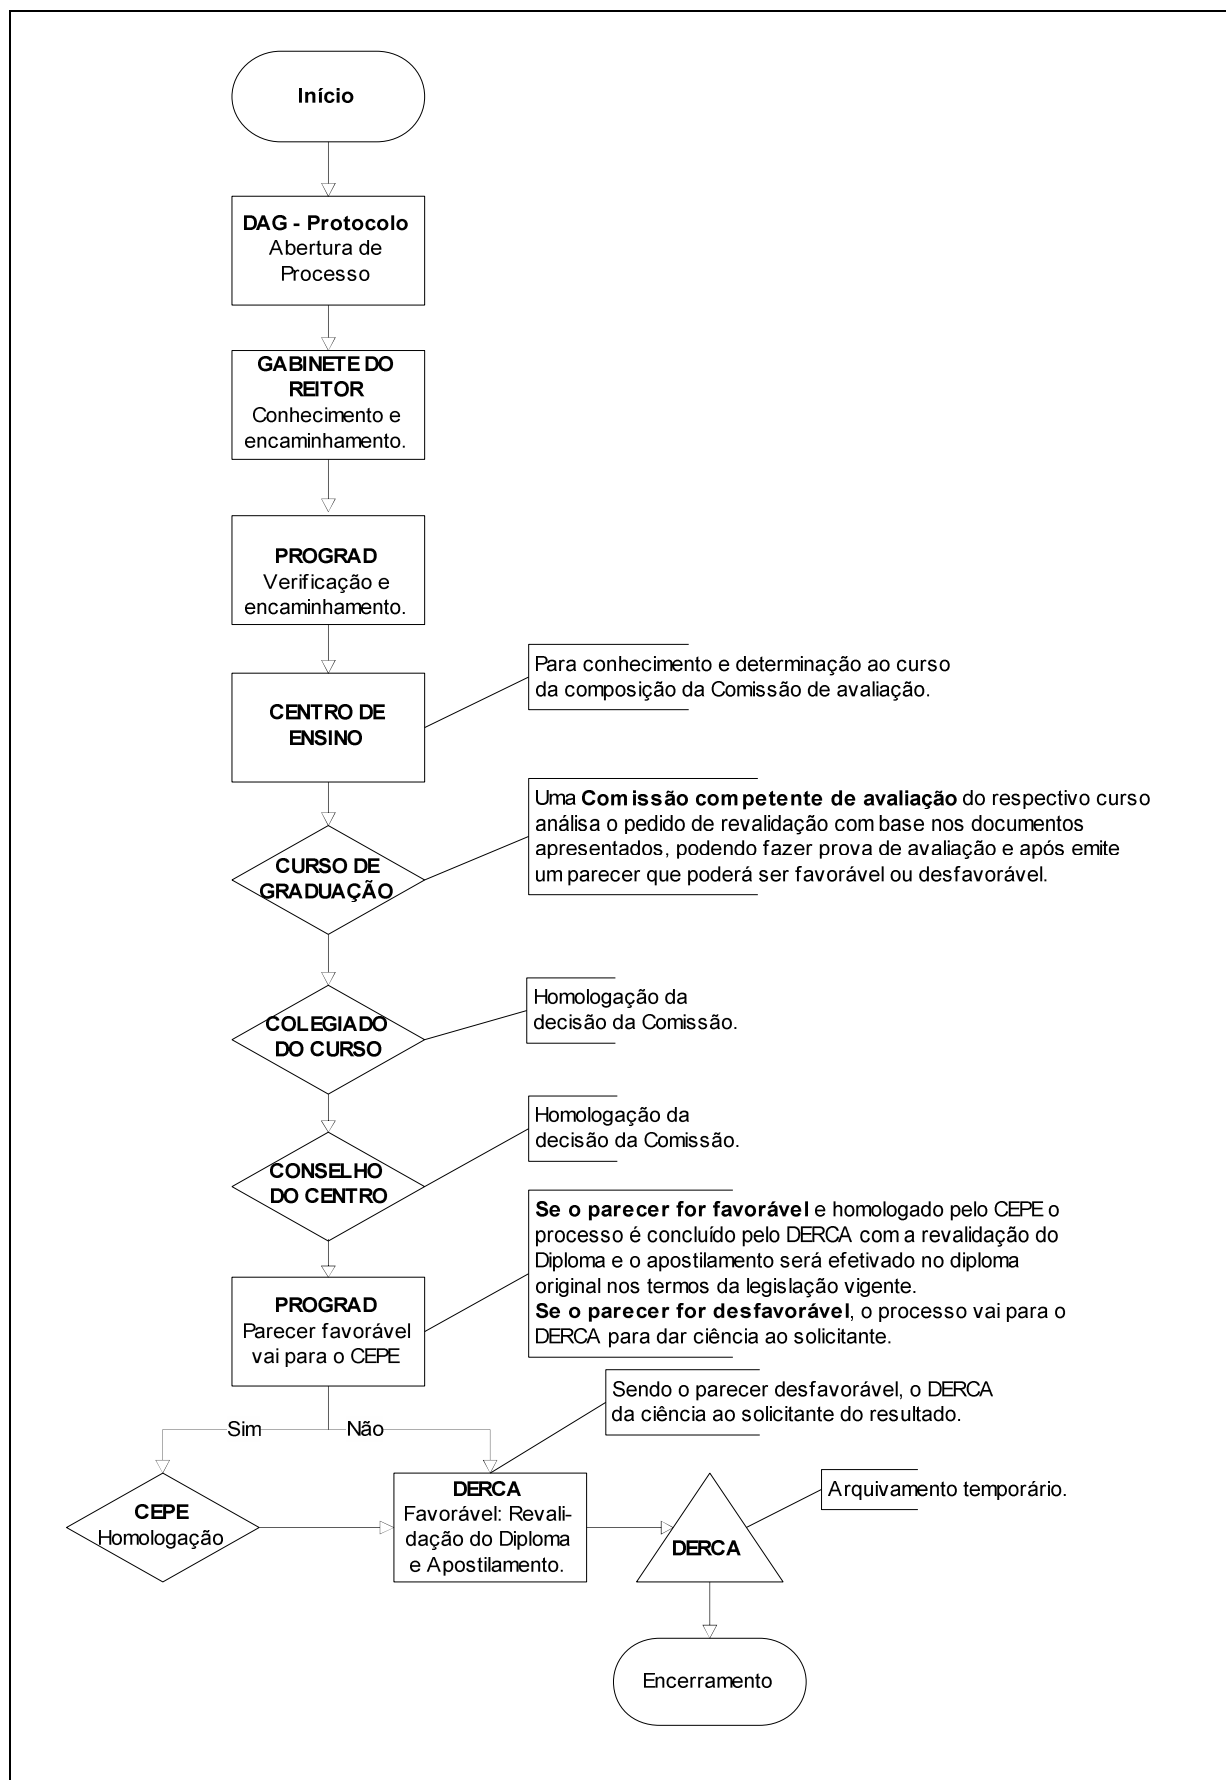 Início
DAG - Protocolo
Abertura de
Processo
GABINETE DO
REITOR
Conhecimento e
encaminhamento.
PROGRAD
Verificação e
encaminhamento.
CENTRO DE
ENSINO
Para conhecimento e determinação ao curso
da composição da Comissão de avaliação.
CURSO DE
GRADUAÇÃO
Uma Comissão competente de avaliação do respectivo curso
análisa o pedido de revalidação com base nos documentos
apresentados, podendo fazer prova de avaliação e após emite
um parecer que poderá ser favorável ou desfavorável.
COLEGIADO
DO CURSO
Homologação da
decisão da Comissão.
CONSELHO
DO CENTRO
Homologação da
decisão da Comissão.
PROGRAD
Parecer favorável
vai para o CEPE
Se o parecer for favorável e homologado pelo CEPE o
processo é concluído pelo DERCA com a revalidação do
Diploma e o apostilamento será efetivado no diploma
original nos termos da legislação vigente.
Se o parecer for desfavorável, o processo vai para o
DERCA para dar ciência ao solicitante.
Sim
Não
Sendo o parecer desfavorável, o DERCA
da ciência ao solicitante do resultado.
CEPE
Homologação
DERCA
Favorável: Revali-
dação do Diploma
e Apostilamento.
DERCA
Arquivamento temporário.
Encerramento